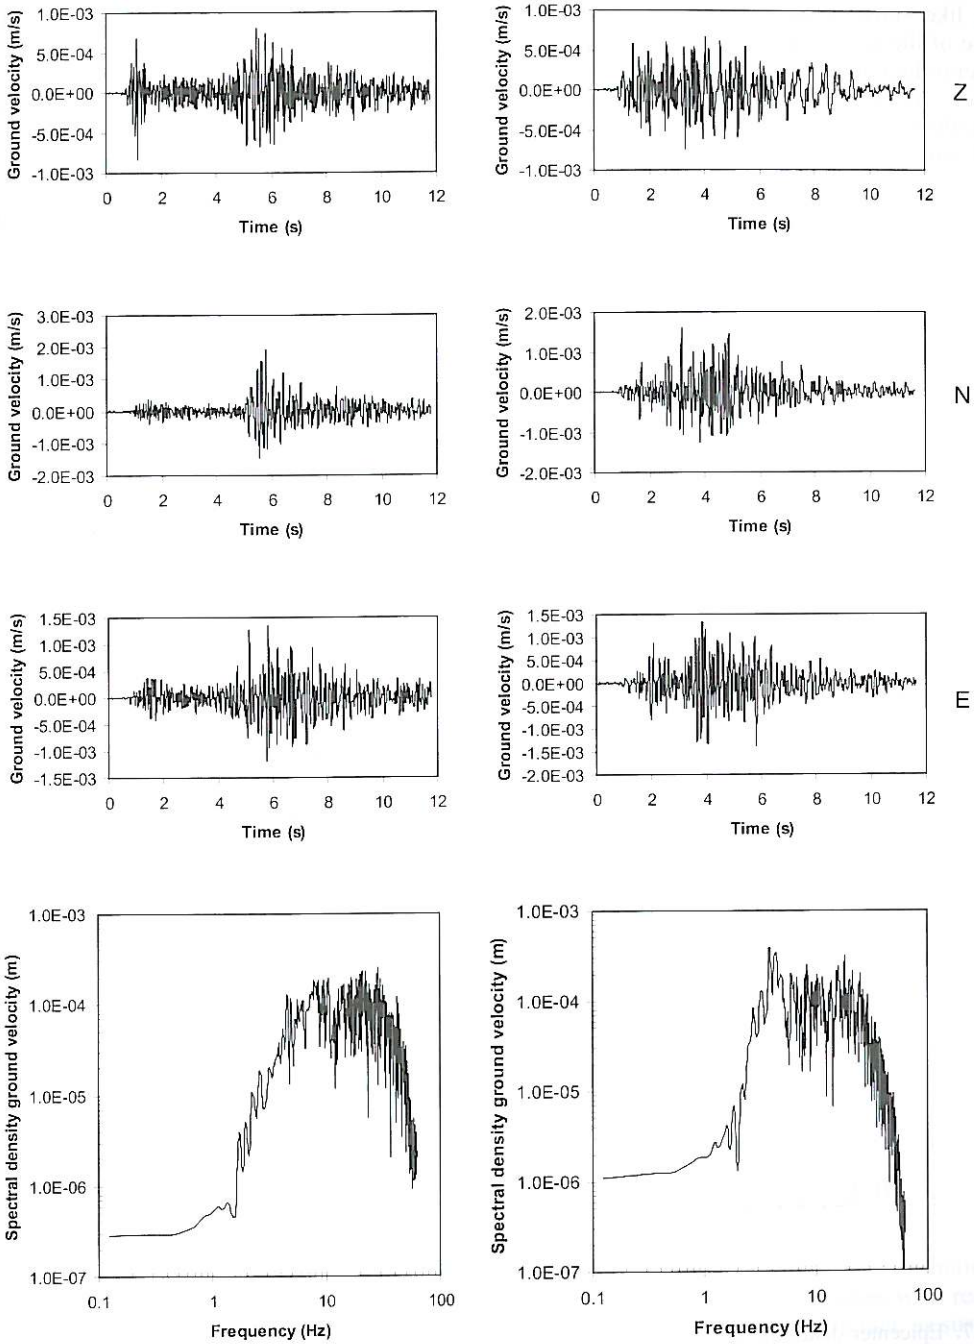 Ground velocity (m/s)
1.0E-03
5.0E-04
0.0E+00
-5.0E-04
-1.0E-03
0 2 4 6 8 10 12
Time (s)
Ground velocity (m/s)
1.0E-03
5.0E-04
0.0E+00
-5.0E-04
-1.0E-03
0 2 4 6 8 10 12
Time (s)
Z
Ground velocity (m/s)
3.0E-03
2.0E-03
1.0E-03
0.0E+00
-1.0E-03
-2.0E-03
0 2 4 6 8 10 12
Time (s)
Ground velocity (m/s)
2.0E-03
1.0E-03
0.0E+00
-1.0E-03
-2.0E-03
0 2 4 6 8 10 12
Time (s)
N
Ground velocity (m/s)
1.5E-03
1.0E-03
5.0E-04
0.0E+00
-5.0E-04
-1.0E-03
-1.5E-03
0 2 4 6 8 10 12
Time (s)
Ground velocity (m/s)
1.5E-03
1.0E-03
5.0E-04
0.0E+00
-5.0E-04
-1.0E-03
-1.5E-03
-2.0E-03
0 2 4 6 8 10 12
Time (s)
E
Spectral density ground velocity (m)
1.0E-03
1.0E-04
1.0E-05
1.0E-06
1.0E-07
0.1 1 10 100
Frequency (Hz)
Spectral density ground velocity (m)
1.0E-03
1.0E-04
1.0E-05
1.0E-06
1.0E-07
0.1 1 10 100
Frequency (Hz)